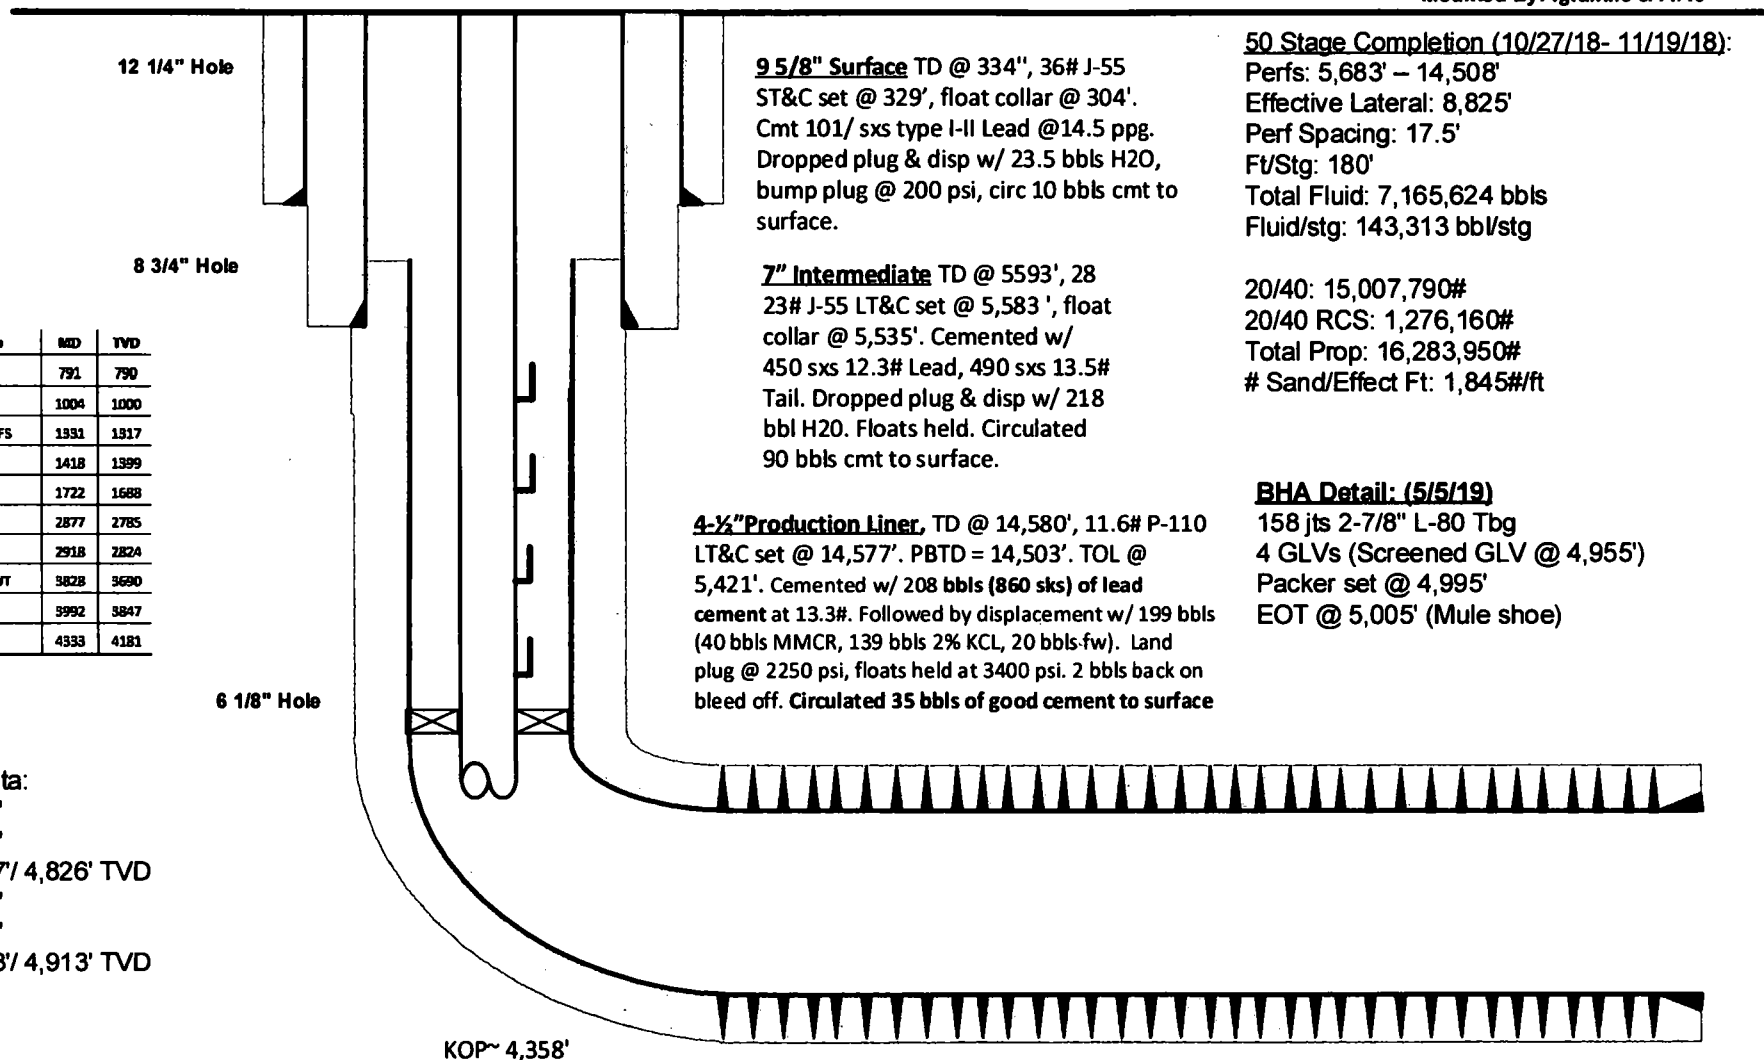 12 1/4" Hole
8 3/4" Hole
MD TVD
791 790
1004 1000
FS 1331 1317
1418 1399
1722 1688
2877 2785
2918 2824
UT 3828 3690
3992 3847
4333 4181
6 1/8" Hole
ta:
7'/ 4,826' TVD
3'/ 4,913' TVD
KOP~ 4,358'
9 5/8" Surface TD @ 334'', 36# J-55
ST&C set @ 329', float collar @ 304'.
Cmt 101/ sxs type I-II Lead @14.5 ppg.
Dropped plug & disp w/ 23.5 bbls H2O,
bump plug @ 200 psi, circ 10 bbls cmt to
surface.
7" Intermediate TD @ 5593', 28
23# J-55 LT&C set @ 5,583 ', float
collar @ 5,535'. Cemented w/
450 sxs 12.3# Lead, 490 sxs 13.5#
Tail. Dropped plug & disp w/ 218
bbl H20. Floats held. Circulated
90 bbls cmt to surface.
4-½"Production Liner, TD @ 14,580', 11.6# P-110
LT&C set @ 14,577'. PBTD = 14,503'. TOL @
5,421'. Cemented w/ 208 bbls (860 sks) of lead
cement at 13.3#. Followed by displacement w/ 199 bbls
(40 bbls MMCR, 139 bbls 2% KCL, 20 bbls fw). Land
plug @ 2250 psi, floats held at 3400 psi. 2 bbls back on
bleed off. Circulated 35 bbls of good cement to surface
50 Stage Completion (10/27/18- 11/19/18):
Perfs: 5,683' – 14,508'
Effective Lateral: 8,825'
Perf Spacing: 17.5'
Ft/Stg: 180'
Total Fluid: 7,165,624 bbls
Fluid/stg: 143,313 bbl/stg
20/40: 15,007,790#
20/40 RCS: 1,276,160#
Total Prop: 16,283,950#
# Sand/Effect Ft: 1,845#/ft
BHA Detail: (5/5/19)
158 jts 2-7/8" L-80 Tbg
4 GLVs (Screened GLV @ 4,955')
Packer set @ 4,995'
EOT @ 5,005' (Mule shoe)